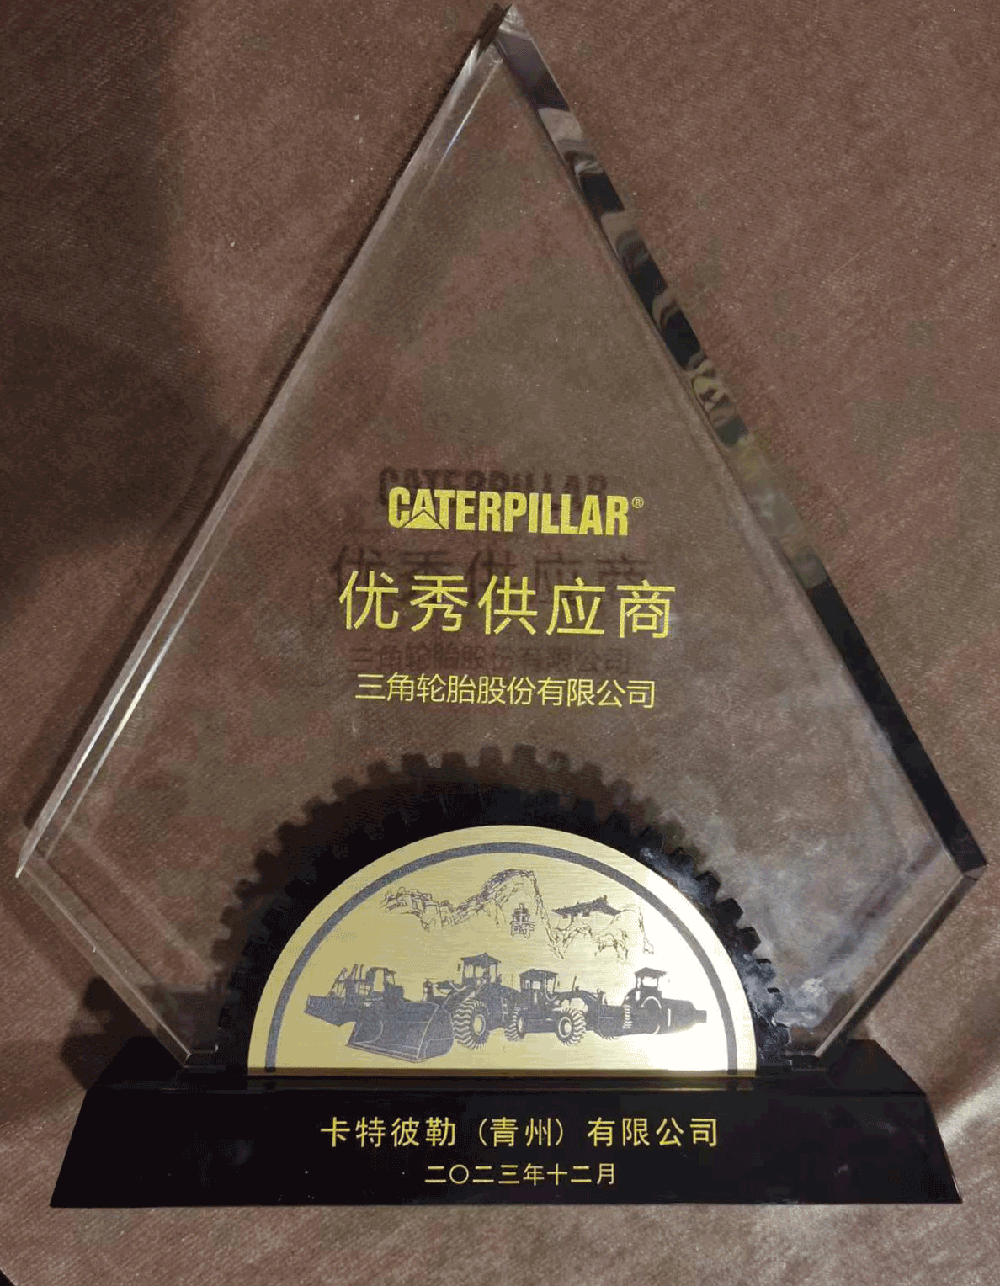 CATERPILLAR®
优秀供应商
三角轮胎股份有限公司
寿
卡特彼勒（青州）有限公司
二〇二三年十二月